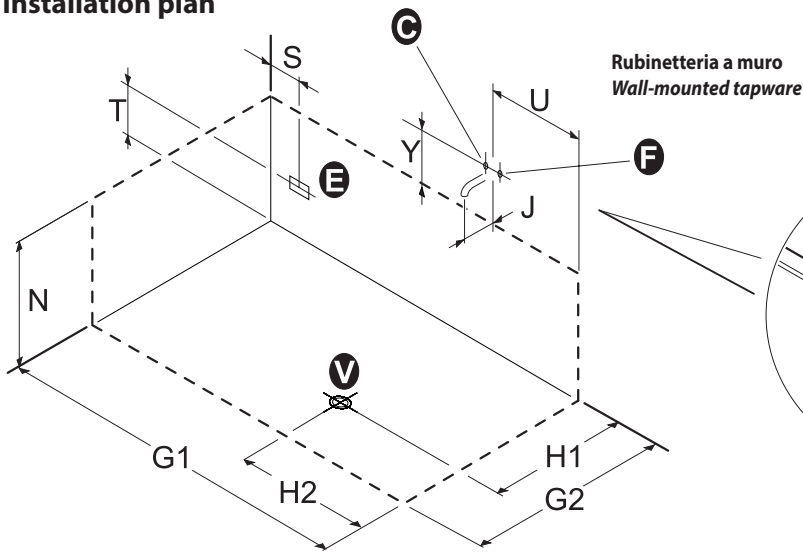 Installation plan
C
Rubinetteria a muro
Wall-mounted tapware
S
U
T
Y
F
E
J
N
V
G1
H1
H2
G2